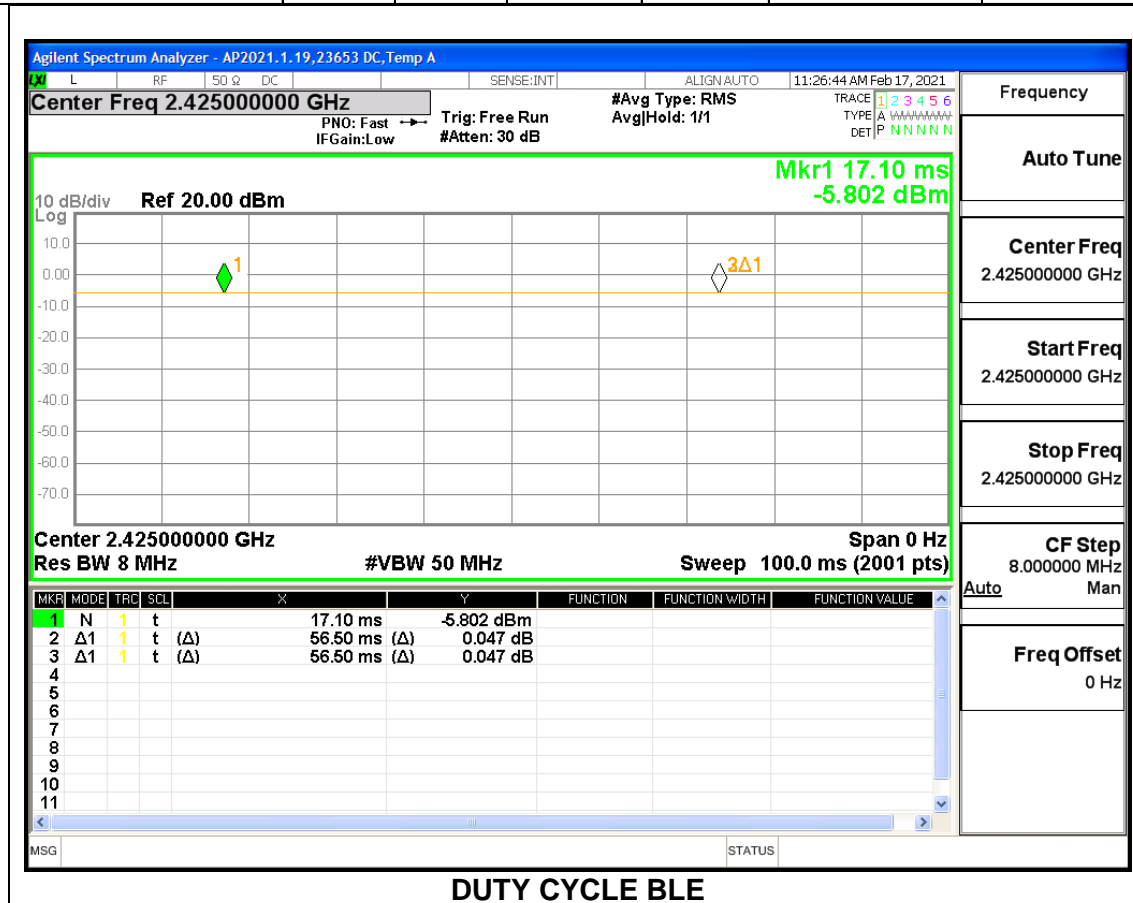 Agilent Spectrum Analyzer - AP2021.1.19,23653 DC,Temp A
LXI L RF 50 Ω DC SENSE:INT ALIGN AUTO 11:26:44 AM Feb 17, 2021
Center Freq 2.425000000 GHz
PNO: Fast
IFGain:Low
Trig: Free Run
#Atten: 30 dB
#Avg Type: RMS
Avg|Hold: 1/1
TRACE 1 2 3 4 5 6
TYPE A WWWWW
DET P N N N N N
Mkr1 17.10 ms
-5.802 dBm
10 dB/div Ref 20.00 dBm
Log
10.0
0.00
-10.0
-20.0
-30.0
-40.0
-50.0
-60.0
-70.0
1
3Δ1
Center 2.425000000 GHz Span 0 Hz
Res BW 8 MHz #VBW 50 MHz Sweep 100.0 ms (2001 pts)
MKR MODE TRC SCL X Y FUNCTION FUNCTION WIDTH FUNCTION VALUE
1 N 1 t 17.10 ms -5.802 dBm
2 Δ1 1 t (Δ) 56.50 ms (Δ) 0.047 dB
3 Δ1 1 t (Δ) 56.50 ms (Δ) 0.047 dB
4
5
6
7
8
9
10
11
MSG STATUS
Frequency
Auto Tune
Center Freq
2.425000000 GHz
Start Freq
2.425000000 GHz
Stop Freq
2.425000000 GHz
CF Step
8.000000 MHz
Auto Man
Freq Offset
0 Hz
DUTY CYCLE BLE